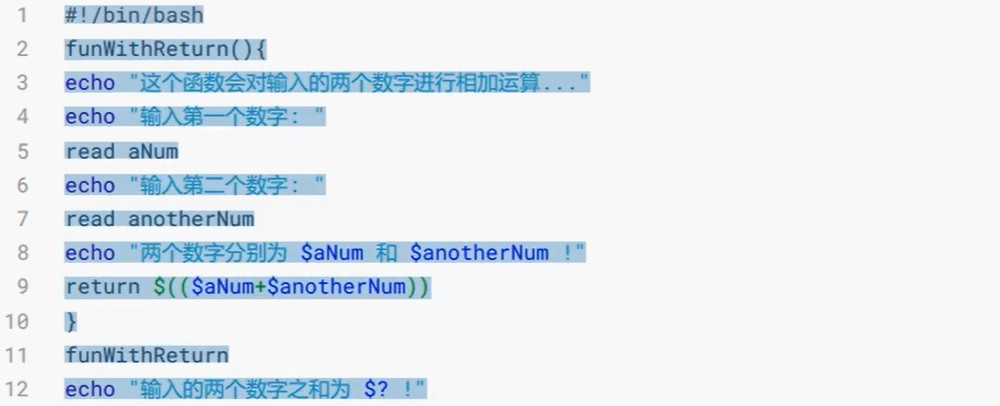 1 #!/bin/bash
2 funWithReturn(){
3 echo "这个函数会对输入的两个数字进行相加运算..."
4 echo "输入第一个数字: "
5 read aNum
6 echo "输入第二个数字: "
7 read anotherNum
8 echo "两个数字分别为 $aNum 和 $anotherNum !"
9 return $(($aNum+$anotherNum))
10 }
11 funWithReturn
12 echo "输入的两个数字之和为 $? !"